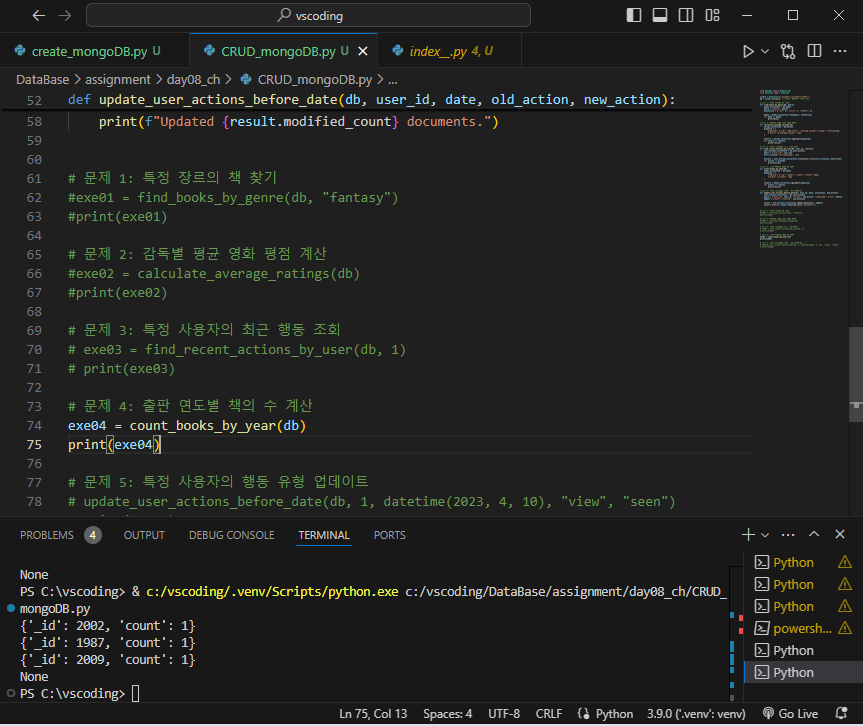 vscoding
create_mongoDB.py U
CRUD_mongoDB.py U
index__.py 4, U
DataBase > assignment > day08_ch > CRUD_mongoDB.py > ...
52 def update_user_actions_before_date(db, user_id, date, old_action, new_action):
58 print(f"Updated {result.modified_count} documents.")
59
60
61 # 문제 1: 특정 장르의 책 찾기
62 #exe01 = find_books_by_genre(db, "fantasy")
63 #print(exe01)
64
65 # 문제 2: 감독별 평균 영화 평점 계산
66 #exe02 = calculate_average_ratings(db)
67 #print(exe02)
68
69 # 문제 3: 특정 사용자의 최근 행동 조회
70 # exe03 = find_recent_actions_by_user(db, 1)
71 # print(exe03)
72
73 # 문제 4: 출판 연도별 책의 수 계산
74 exe04 = count_books_by_year(db)
75 print(exe04)
76
77 # 문제 5: 특정 사용자의 행동 유형 업데이트
78 # update_user_actions_before_date(db, 1, datetime(2023, 4, 10), "view", "seen")
PROBLEMS 4 OUTPUT DEBUG CONSOLE TERMINAL PORTS
None
PS C:\vscoding> & c:/vscoding/.venv/Scripts/python.exe c:/vscoding/DataBase/assignment/day08_ch/CRUD_
mongoDB.py
{'_id': 2002, 'count': 1}
{'_id': 1987, 'count': 1}
{'_id': 2009, 'count': 1}
None
PS C:\vscoding>
Python
Python
Python
powersh...
Python
Python
Ln 75, Col 13 Spaces: 4 UTF-8 CRLF Python 3.9.0 ('.venv': venv) Go Live